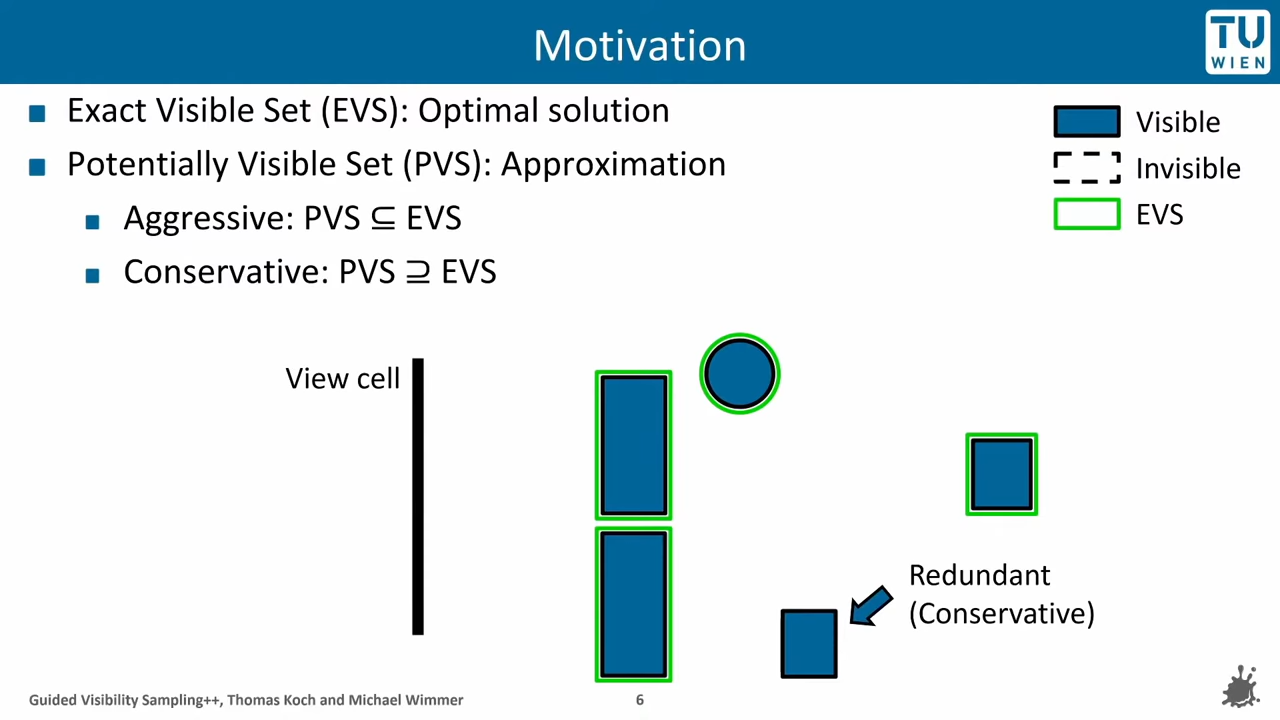 Motivation
TU
WIEN
Exact Visible Set (EVS): Optimal solution
Potentially Visible Set (PVS): Approximation
Aggressive: PVS ⊆ EVS
Conservative: PVS ⊇ EVS
Visible
Invisible
EVS
View cell
Redundant
(Conservative)
Guided Visibility Sampling++, Thomas Koch and Michael Wimmer
6